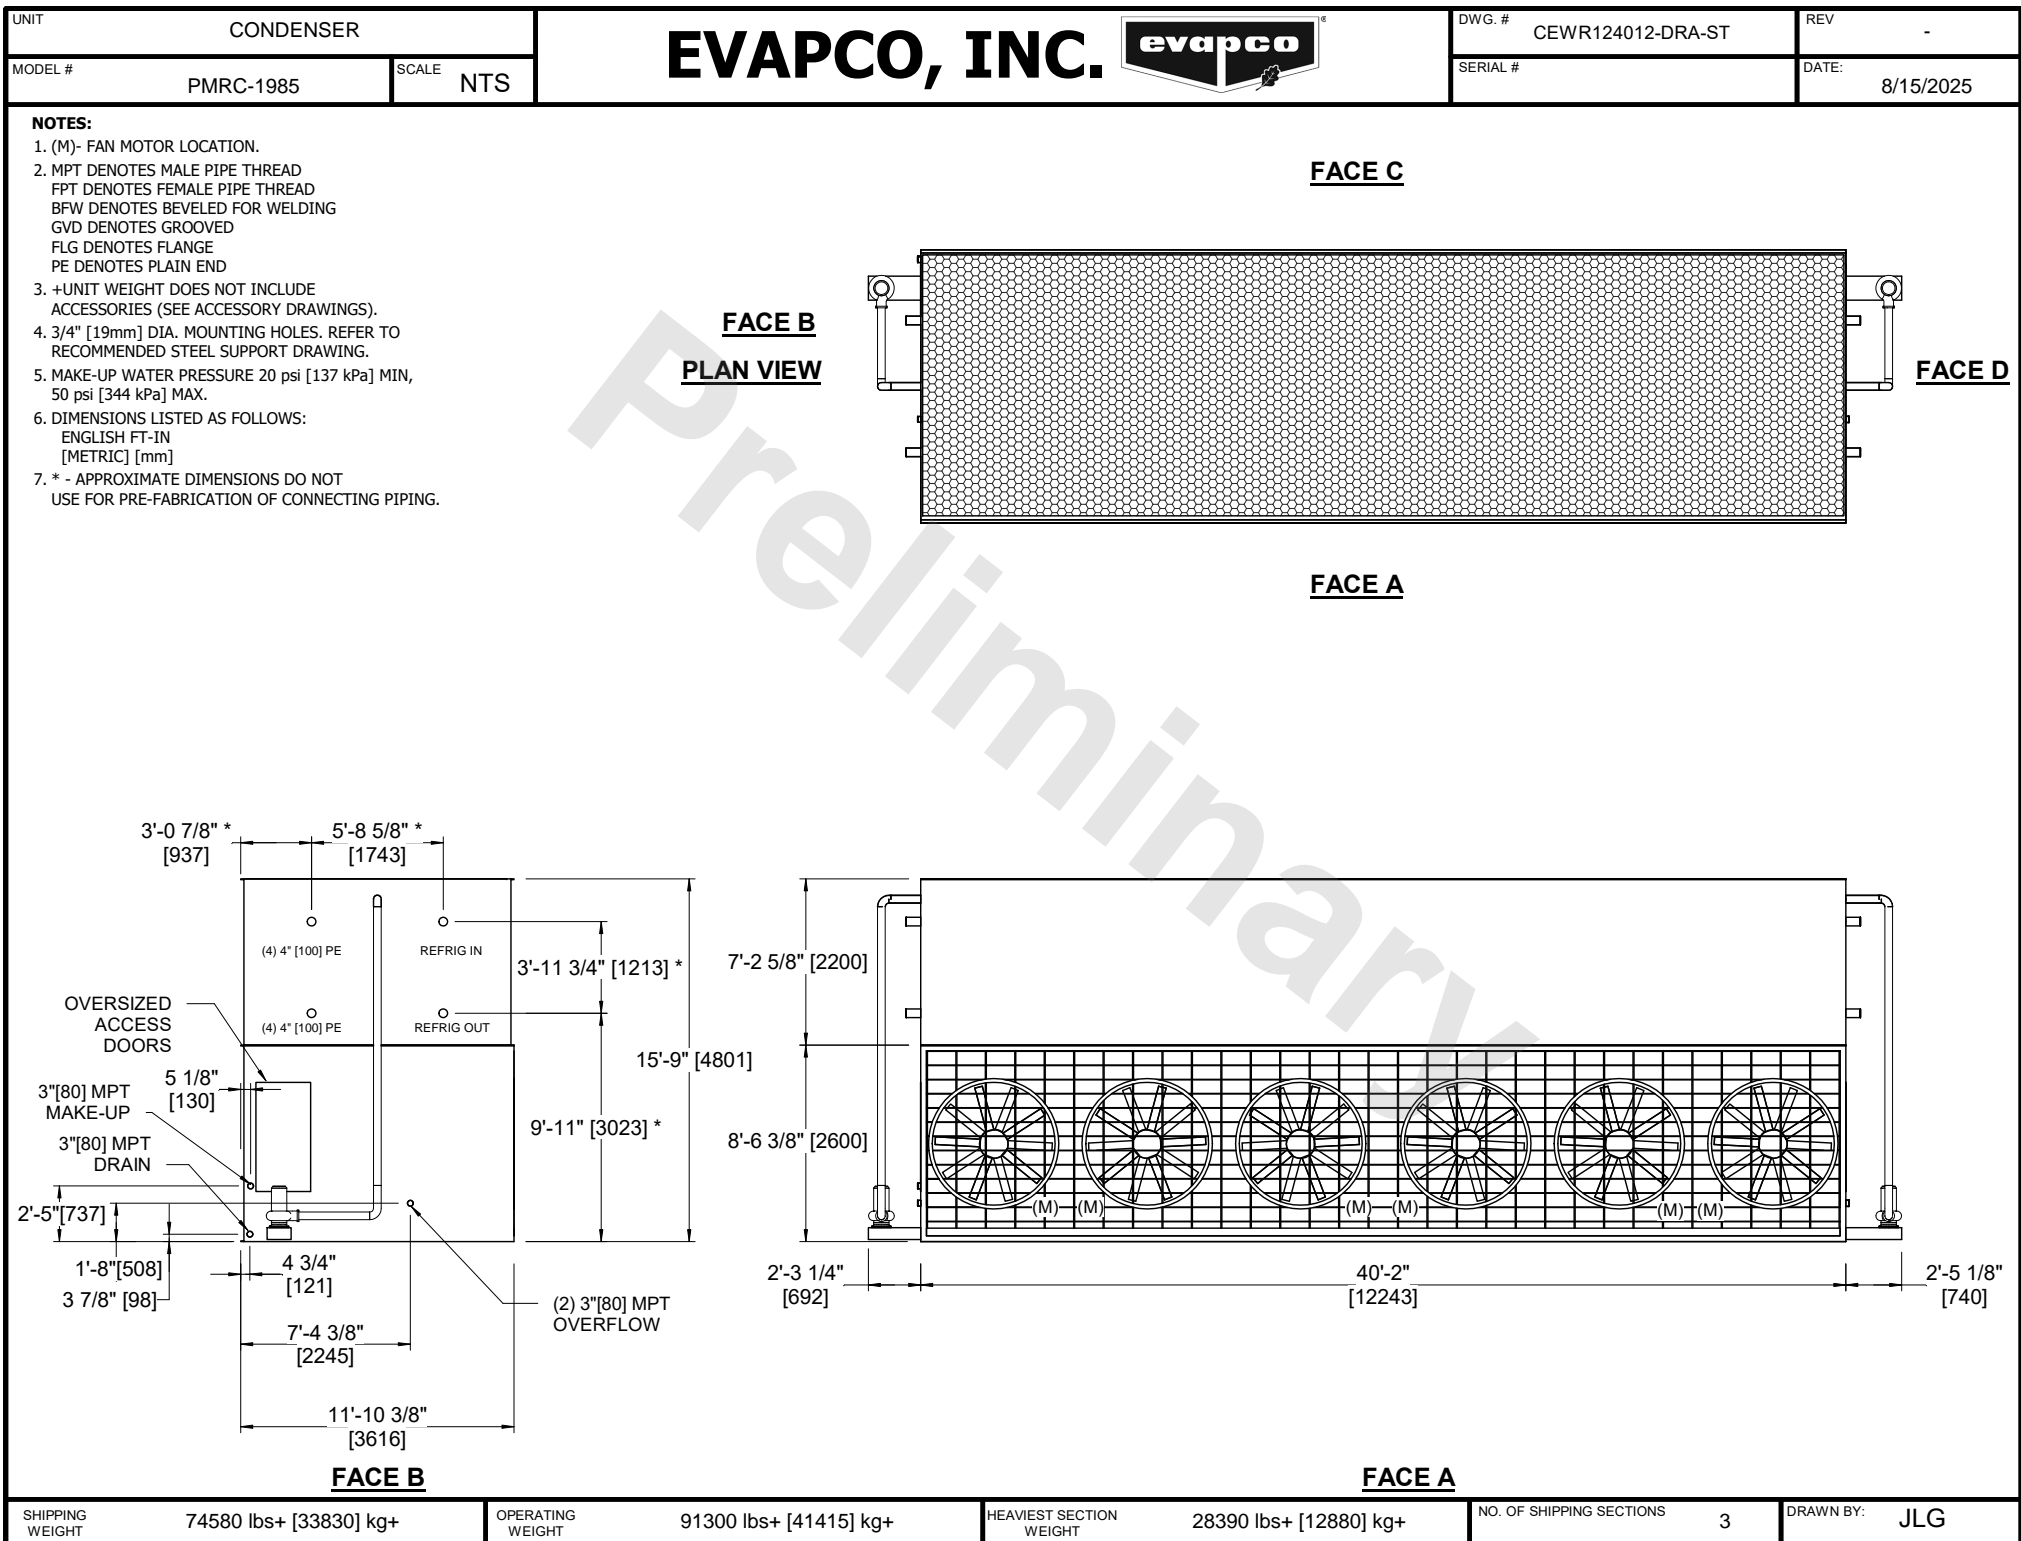 UNIT
CONDENSER
MODEL #
PMRC-1985
SCALE
NTS
EVAPCO, INC.
evapco
®
DWG. #
CEWR124012-DRA-ST
REV
-
SERIAL #
DATE:
8/15/2025
NOTES:
1. (M)- FAN MOTOR LOCATION.
2. MPT DENOTES MALE PIPE THREAD
FPT DENOTES FEMALE PIPE THREAD
BFW DENOTES BEVELED FOR WELDING
GVD DENOTES GROOVED
FLG DENOTES FLANGE
PE DENOTES PLAIN END
3. +UNIT WEIGHT DOES NOT INCLUDE
ACCESSORIES (SEE ACCESSORY DRAWINGS).
4. 3/4" [19mm] DIA. MOUNTING HOLES. REFER TO
RECOMMENDED STEEL SUPPORT DRAWING.
5. MAKE-UP WATER PRESSURE 20 psi [137 kPa] MIN,
50 psi [344 kPa] MAX.
6. DIMENSIONS LISTED AS FOLLOWS:
ENGLISH FT-IN
[METRIC] [mm]
7. * - APPROXIMATE DIMENSIONS DO NOT
USE FOR PRE-FABRICATION OF CONNECTING PIPING.
FACE C
FACE B
PLAN VIEW
FACE D
FACE A
Preliminary
3'-0 7/8" *
[937]
5'-8 5/8" *
[1743]
(4) 4" [100] PE
REFRIG IN
3'-11 3/4" [1213] *
(4) 4" [100] PE
REFRIG OUT
OVERSIZED
ACCESS
DOORS
15'-9" [4801]
5 1/8"
[130]
3"[80] MPT
MAKE-UP
3"[80] MPT
DRAIN
9'-11" [3023] *
2'-5"[737]
1'-8"[508]
3 7/8" [98]
4 3/4"
[121]
(2) 3"[80] MPT
OVERFLOW
7'-4 3/8"
[2245]
11'-10 3/8"
[3616]
FACE B
7'-2 5/8" [2200]
8'-6 3/8" [2600]
(M) (M) (M) (M) (M) (M)
2'-3 1/4"
[692]
40'-2"
[12243]
2'-5 1/8"
[740]
FACE A
SHIPPING
WEIGHT
74580 lbs+ [33830] kg+
OPERATING
WEIGHT
91300 lbs+ [41415] kg+
HEAVIEST SECTION
WEIGHT
28390 lbs+ [12880] kg+
NO. OF SHIPPING SECTIONS
3
DRAWN BY:
JLG